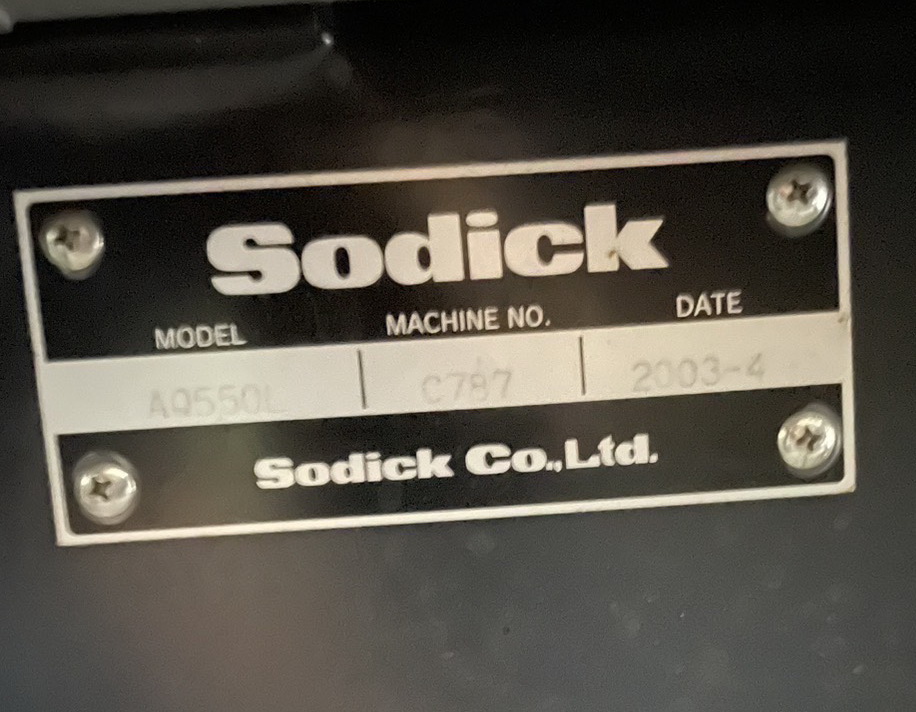 Sodick
MODEL MACHINE NO. DATE
AQ550L C787 2003-4
Sodick Co.,Ltd.